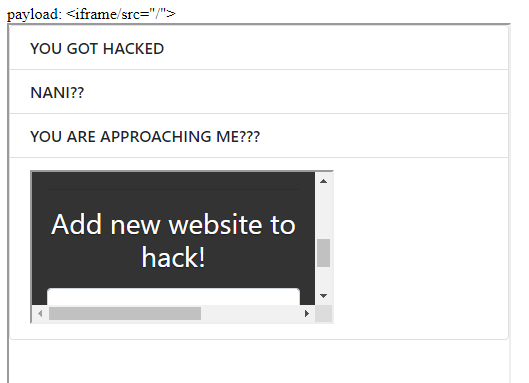 payload: <iframe/src="/">
YOU GOT HACKED
NANI??
YOU ARE APPROACHING ME???
Add new website to
hack!